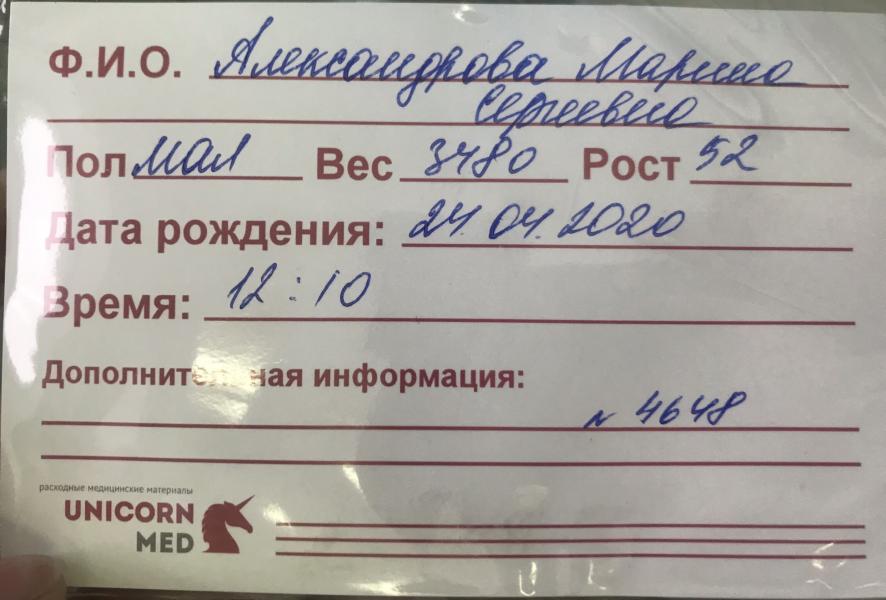 Ф.И.О. Александрова Марина
Сергеевна
Пол мал Вес 3480 Рост 52
Дата рождения: 24.04.2020
Время: 12:10
Дополнительная информация:
N 4648
расходные медицинские материалы
UNICORN
MED